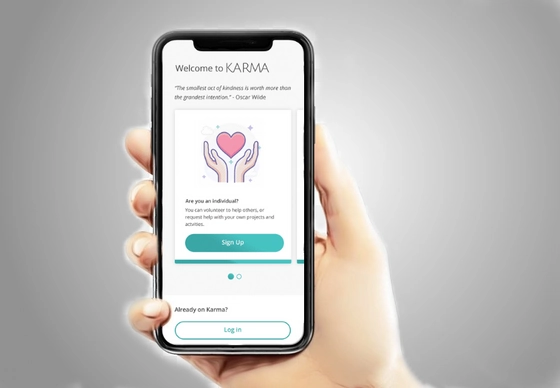 Welcome to KARMA
"The smallest act of kindness is worth more than
the grandest intention." - Oscar Wilde
Are you an individual?
You can volunteer to help others, or
request help with your own projects and
activities.
Sign Up
Already on Karma?
Log in